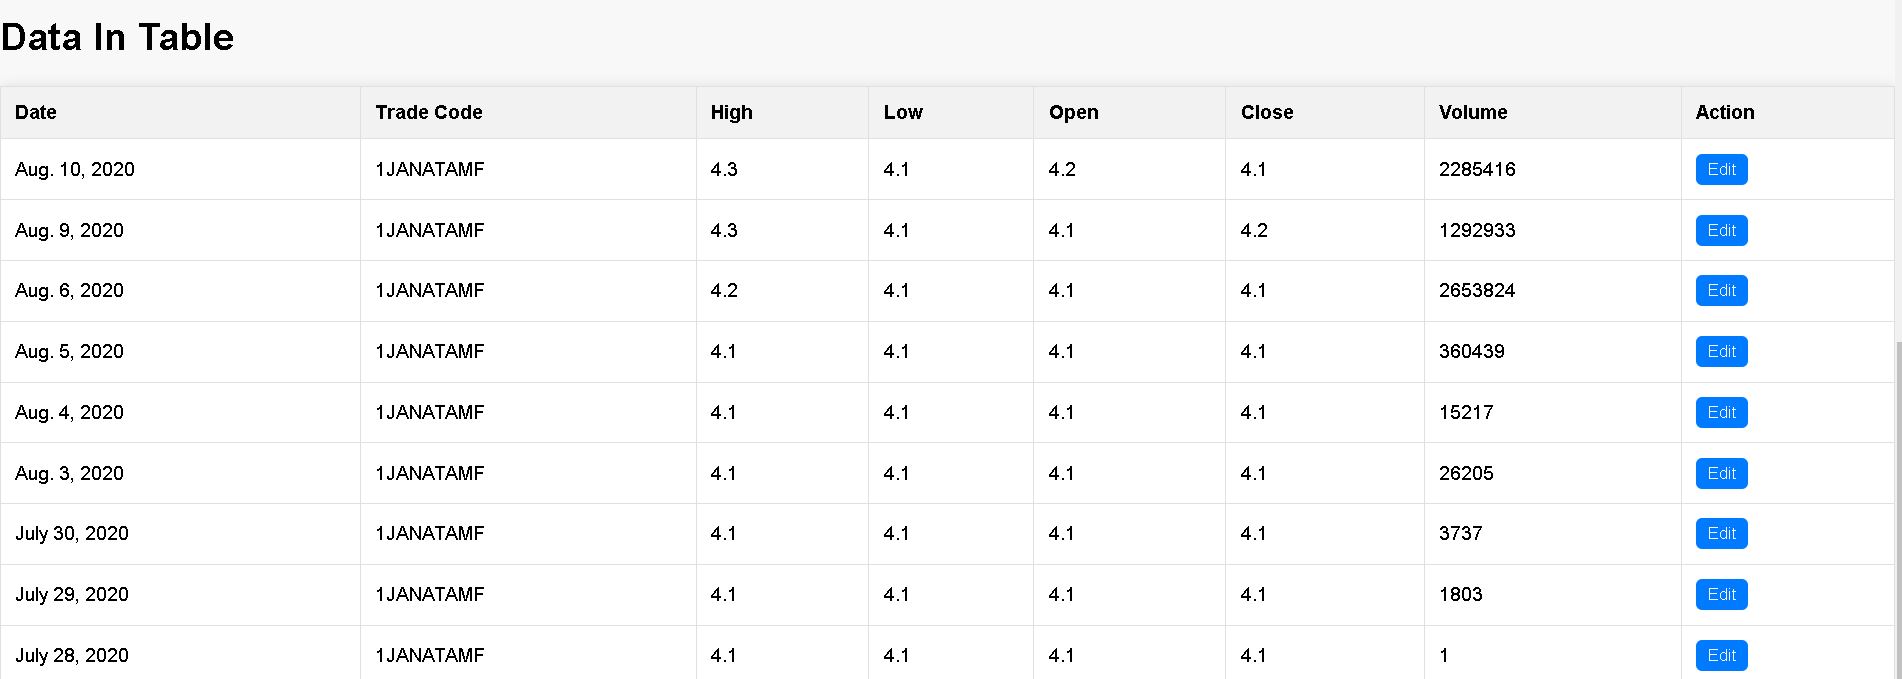 Data In Table
Date Trade Code High Low Open Close Volume Action
Aug. 10, 2020 1JANATAMF 4.3 4.1 4.2 4.1 2285416 Edit
Aug. 9, 2020 1JANATAMF 4.3 4.1 4.1 4.2 1292933 Edit
Aug. 6, 2020 1JANATAMF 4.2 4.1 4.1 4.1 2653824 Edit
Aug. 5, 2020 1JANATAMF 4.1 4.1 4.1 4.1 360439 Edit
Aug. 4, 2020 1JANATAMF 4.1 4.1 4.1 4.1 15217 Edit
Aug. 3, 2020 1JANATAMF 4.1 4.1 4.1 4.1 26205 Edit
July 30, 2020 1JANATAMF 4.1 4.1 4.1 4.1 3737 Edit
July 29, 2020 1JANATAMF 4.1 4.1 4.1 4.1 1803 Edit
July 28, 2020 1JANATAMF 4.1 4.1 4.1 4.1 1 Edit